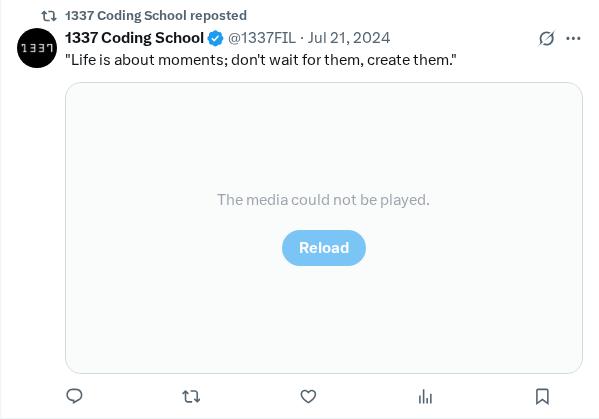 1337 Coding School reposted
1337 Coding School @1337FIL · Jul 21, 2024
1337
"Life is about moments; don't wait for them, create them."
The media could not be played.
Reload